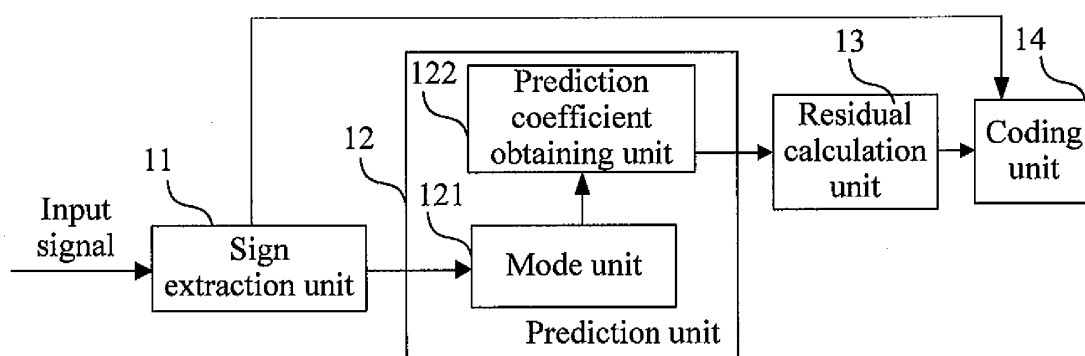 13
14
122
Prediction
coefficient
obtaining unit
Residual
calculation
unit
Coding
unit
12
11
121
Input
signal
Sign
extraction unit
Mode unit
Prediction unit